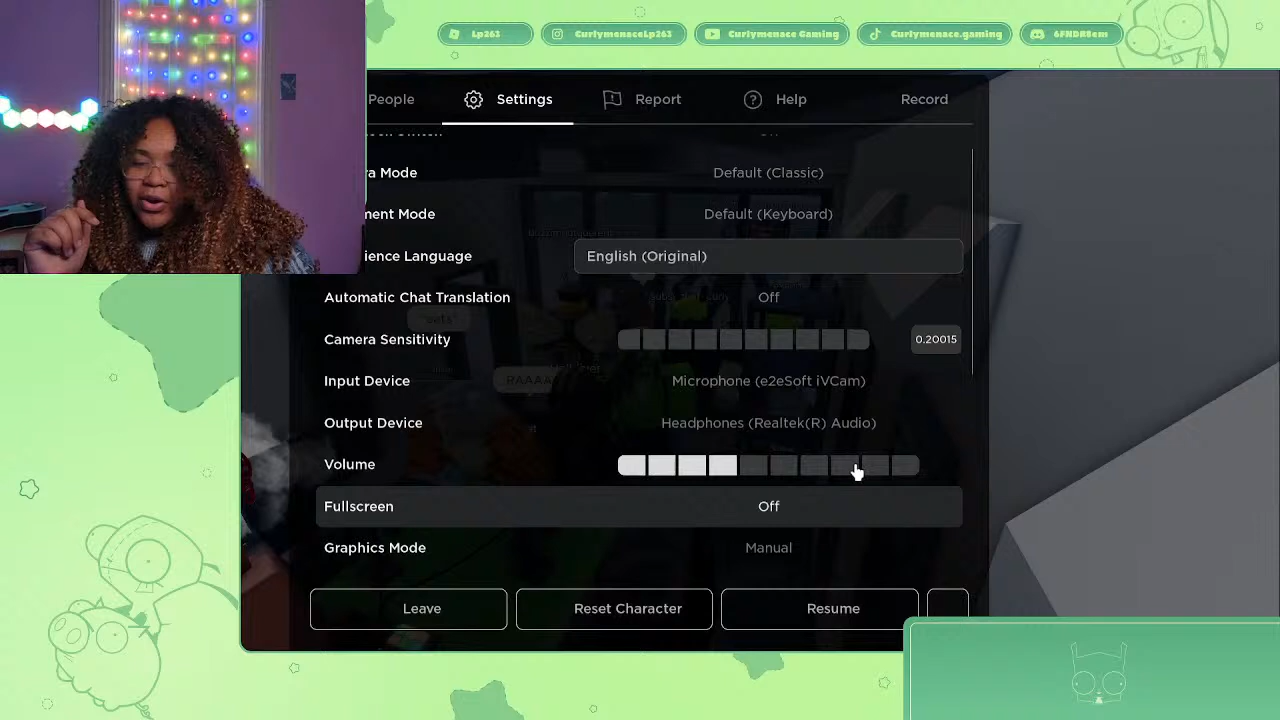 Lp263
CurlymenaceLp263
Curlymenace Gaming
Curlymenace.gaming
6FNDR8em
People
Settings
Report
Help
Record
a Mode
Default (Classic)
ment Mode
Default (Keyboard)
ience Language
English (Original)
Automatic Chat Translation
Off
Camera Sensitivity
0.20015
Input Device
Microphone (e2eSoft iVCam)
RAAAA
Output Device
Headphones (Realtek(R) Audio)
Volume
Fullscreen
Off
Graphics Mode
Manual
Leave
Reset Character
Resume